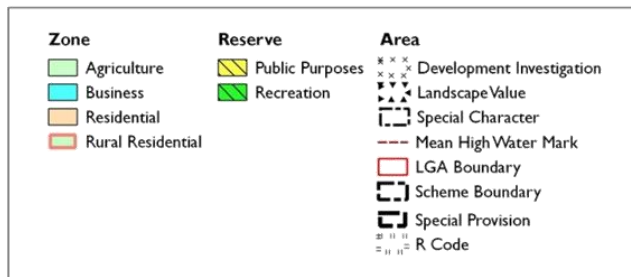 Zone
Agriculture
Business
Residential
Rural Residential
Reserve
Public Purposes
Recreation
Area
Development Investigation
Landscape Value
Special Character
Mean High Water Mark
LGA Boundary
Scheme Boundary
Special Provision
R Code